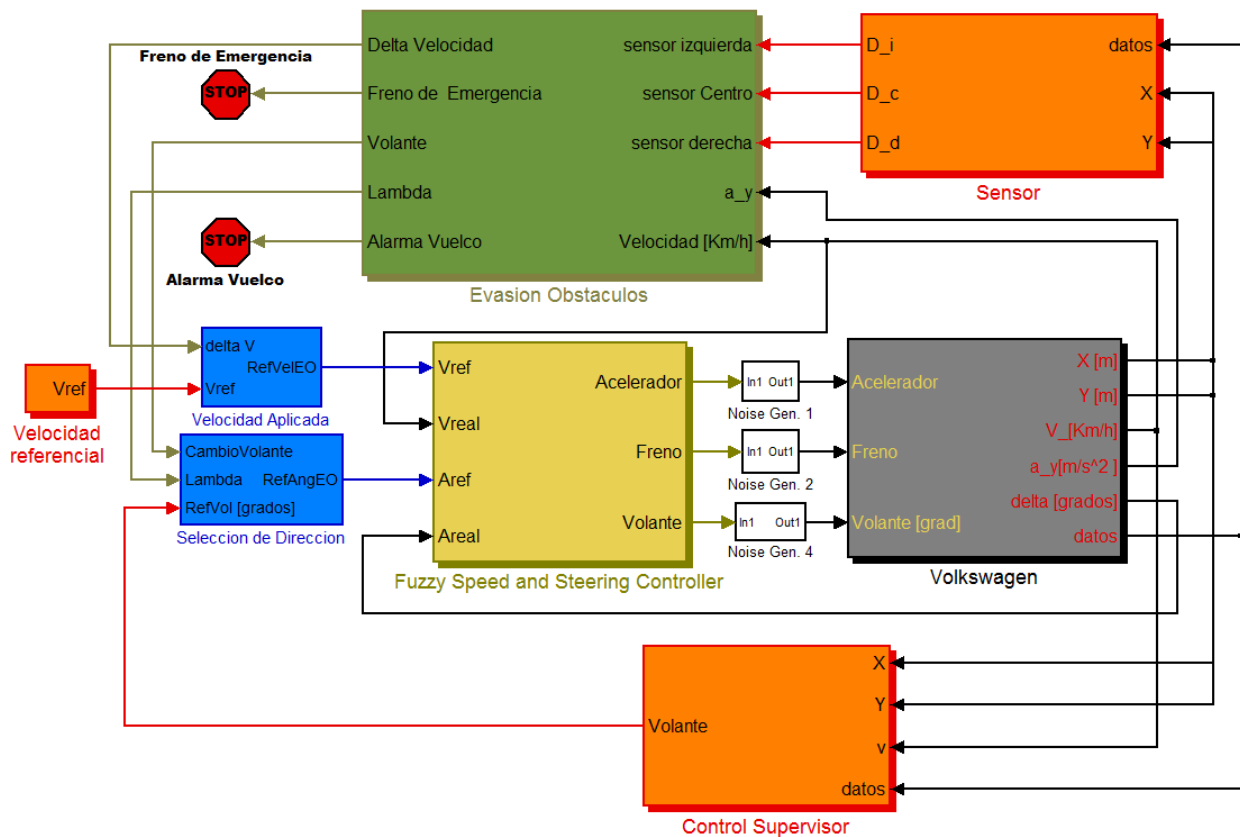 Delta Velocidad
sensor izquierda
Freno de Emergencia
STOP
Freno de  Emergencia
sensor Centro
Volante
sensor derecha
Lambda
a_y
Alarma Vuelco
Velocidad [Km/h]
STOP
Alarma Vuelco
Evasion Obstaculos
D_i
datos
D_c
X
D_d
Y
Sensor
Vref
Velocidad
referencial
delta V
RefVelEO
Vref
Velocidad Aplicada
CambioVolante
Lambda
RefAngEO
RefVol [grados]
Seleccion de Direccion
Vref
Acelerador
Vreal
Freno
Aref
Volante
Areal
Fuzzy Speed and Steering Controller
In1 Out1
Noise Gen. 1
In1 Out1
Noise Gen. 2
In1 Out1
Noise Gen. 4
Acelerador
Freno
Volante [grad]
X [m]
Y [m]
V_[Km/h]
a_y[m/s^2 ]
delta [grados]
datos
Volkswagen
Volante
X
Y
v
datos
Control Supervisor